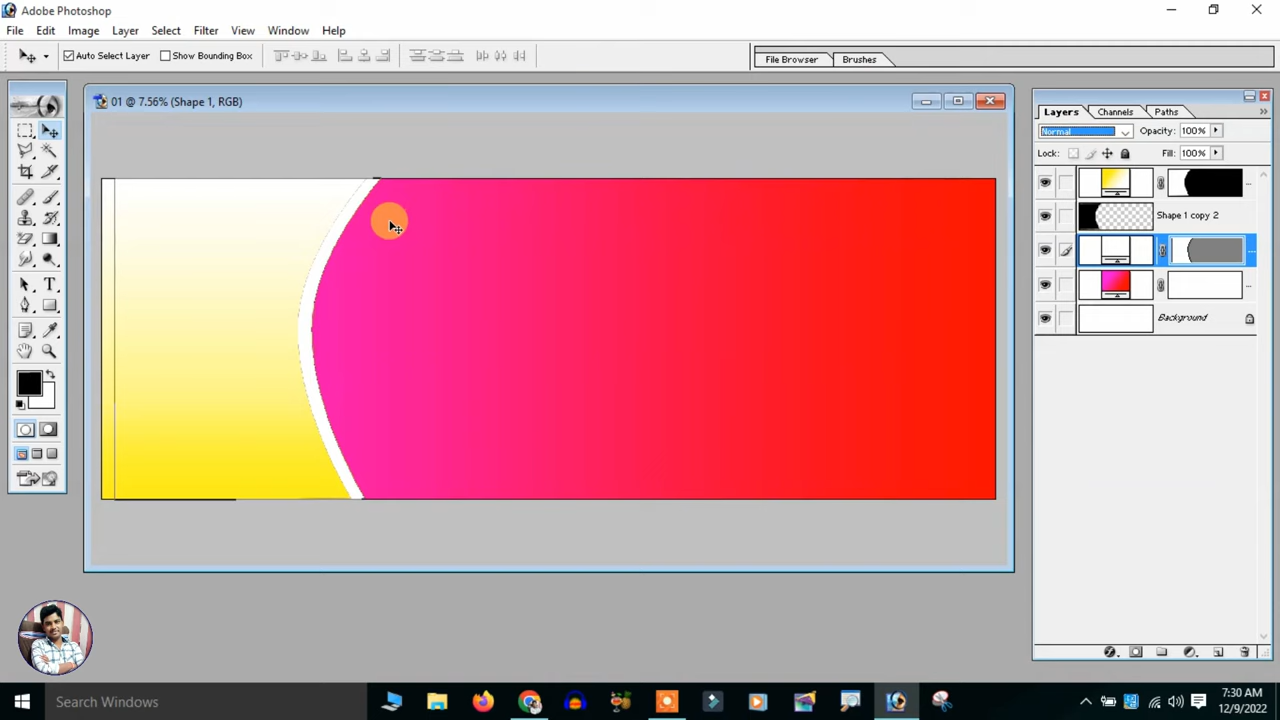 Adobe Photoshop
File Edit Image Layer Select Filter View Window Help
Auto Select Layer Show Bounding Box
File Browser Brushes
01 @ 7.56% (Shape 1, RGB)
Layers Channels Paths
Normal Opacity: 100%
Lock: Fill: 100%
Shape 1 copy 2
Background
T
Search Windows
7:30 AM
12/9/2022